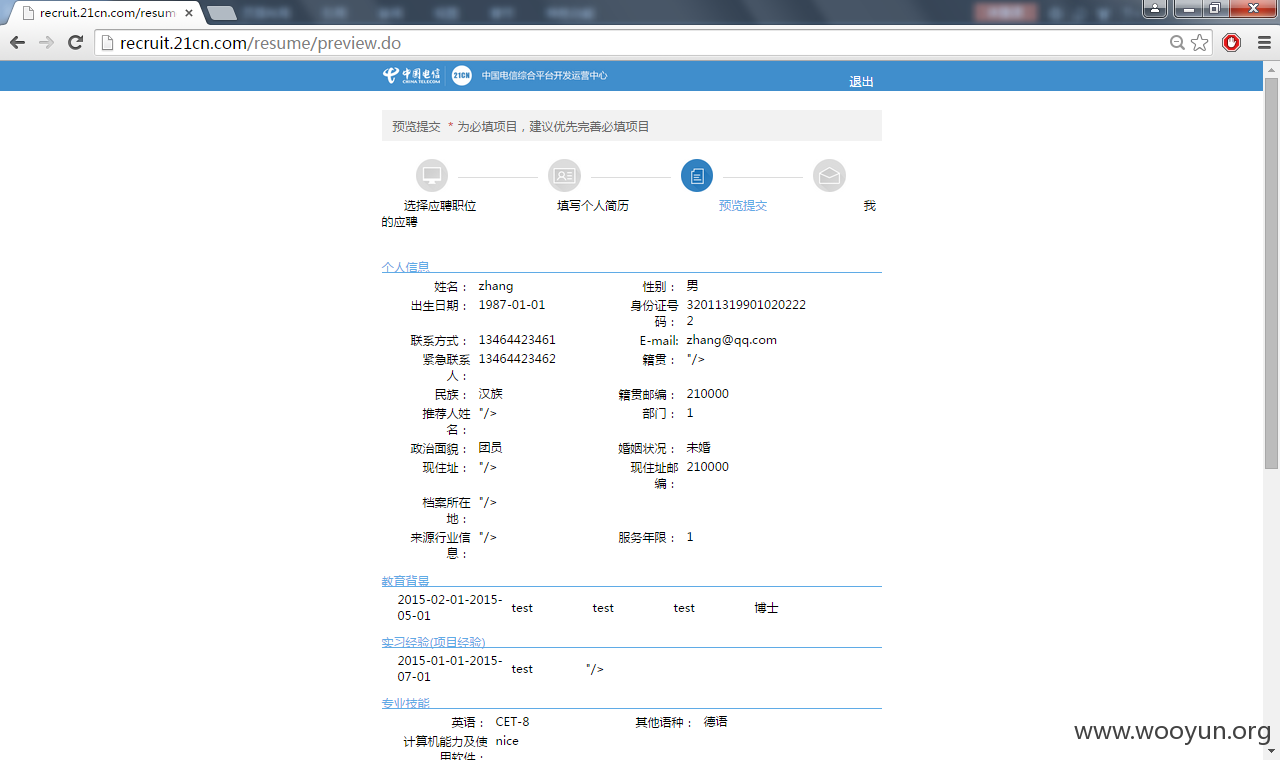 recruit.21cn.com/resum
recruit.21cn.com/resume/preview.do
中国电信 CHINA TELECOM 21CN 中国电信综合平台开发运营中心
退出
预览提交 * 为必填项目，建议优先完善必填项目
选择应聘职位 填写个人简历 预览提交 我
的应聘
个人信息
姓名： zhang 性别： 男
出生日期： 1987-01-01 身份证号 32011319901020222
码： 2
联系方式： 13464423461 E-mail: zhang@qq.com
紧急联系 13464423462 籍贯： "/>
人：
民族： 汉族 籍贯邮编： 210000
推荐人姓 "/> 部门： 1
名：
政治面貌： 团员 婚姻状况： 未婚
现住址： "/> 现住址邮 210000
编：
档案所在 "/>
地：
来源行业信 "/> 服务年限： 1
息：
教育背景
2015-02-01-2015- test test test 博士
05-01
实习经验(项目经验)
2015-01-01-2015- test "/>
07-01
专业技能
英语： CET-8 其他语种： 德语
计算机能力及使 nice
用软件：
www.wooyun.org